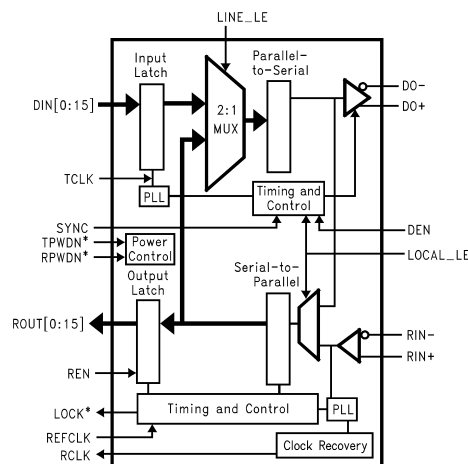 LINE_LE
Input
Latch
Parallel-
to-Serial
DIN[0:15]
2:1
MUX
DO-
DO+
TCLK
PLL
Timing and
Control
SYNC
DEN
TPWDN*
RPWDN*
Power
Control
LOCAL_LE
Output
Latch
Serial-to-
Parallel
ROUT[0:15]
RIN-
RIN+
REN
LOCK*
Timing and Control
PLL
REFCLK
RCLK
Clock Recovery